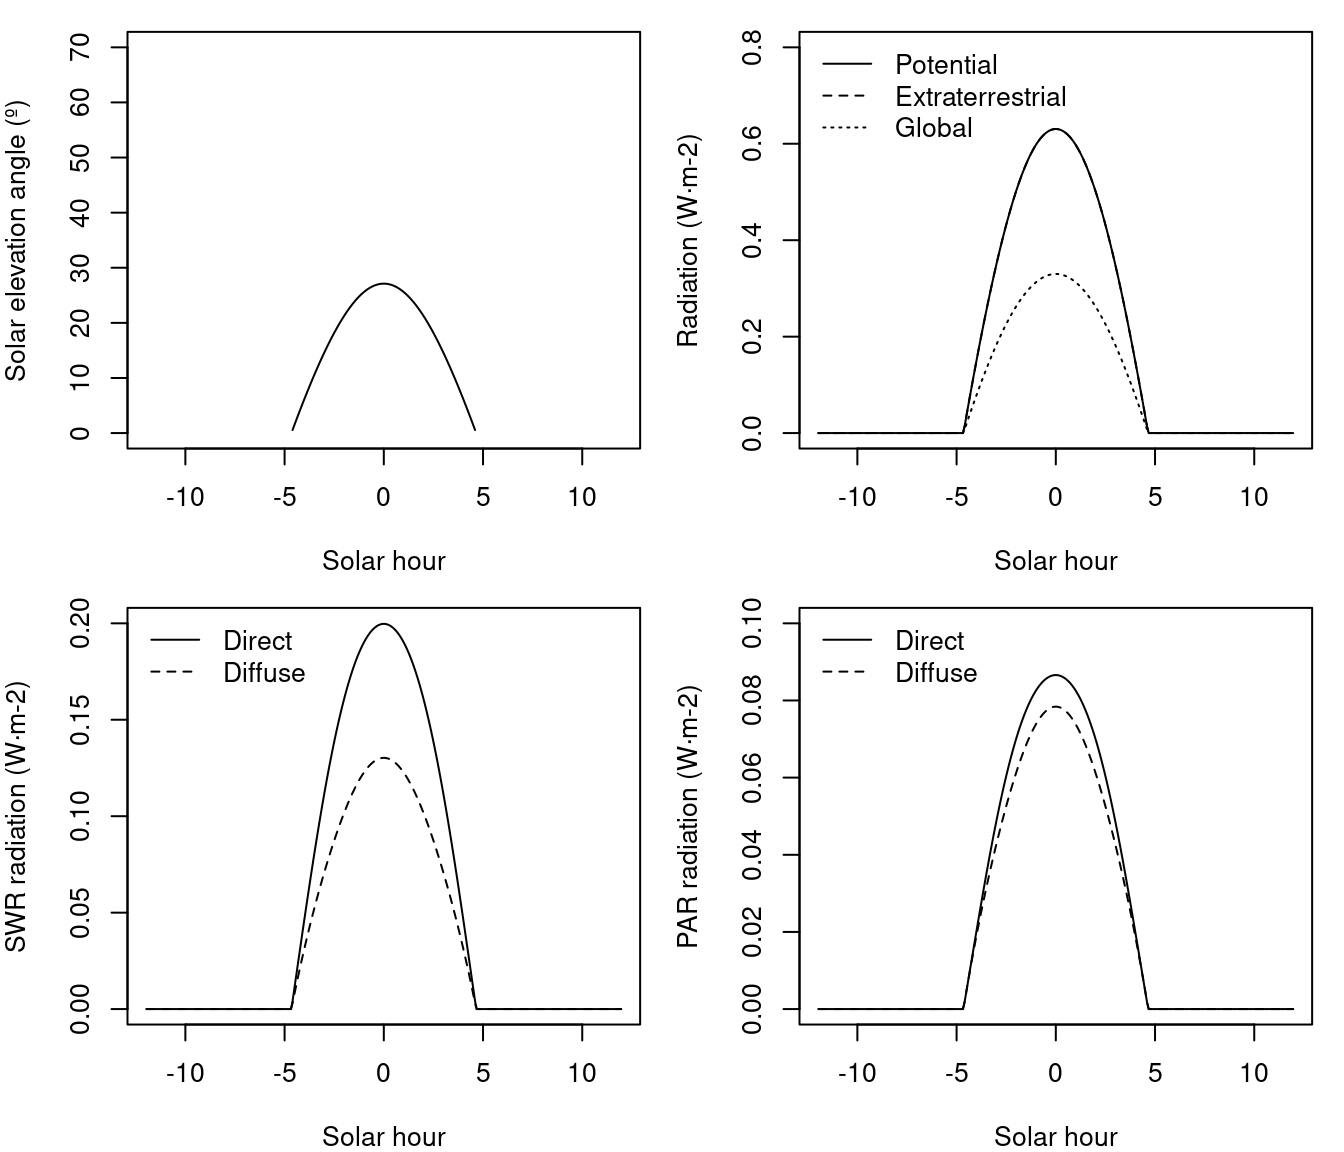 Solar elevation angle (º)
70
60
50
40
30
20
10
0
-10 -5 0 5 10
Solar hour
Radiation (W·m-2)
0.8
0.6
0.4
0.2
0.0
Potential
Extraterrestrial
Global
-10 -5 0 5 10
Solar hour
SWR radiation (W·m-2)
0.20
0.15
0.10
0.05
0.00
Direct
Diffuse
-10 -5 0 5 10
Solar hour
PAR radiation (W·m-2)
0.10
0.08
0.06
0.04
0.02
0.00
Direct
Diffuse
-10 -5 0 5 10
Solar hour